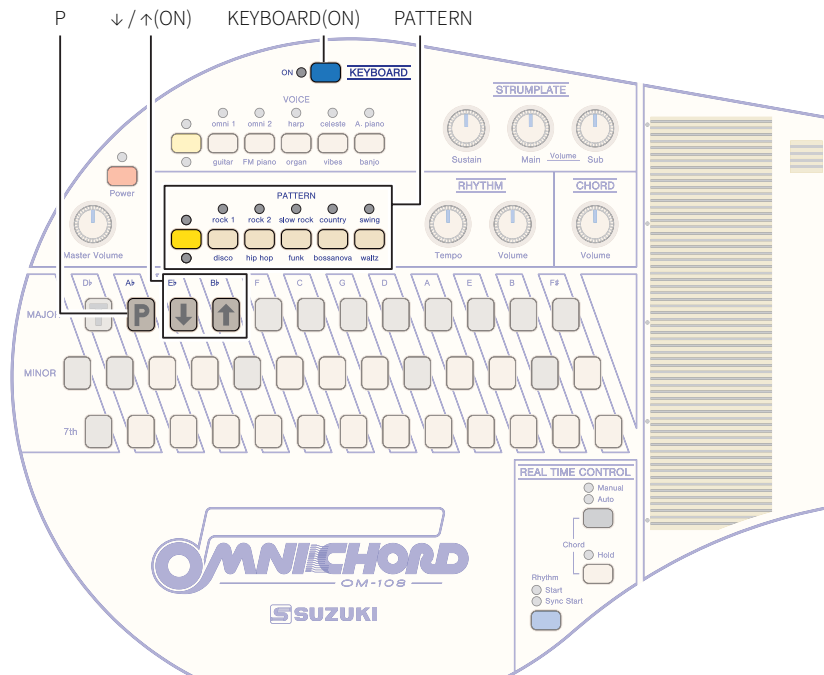 P ↓ / ↑(ON) KEYBOARD(ON) PATTERN
ON KEYBOARD
VOICE
omni 1 omni 2 harp celeste A. piano
guitar FM piano organ vibes banjo
STRUMPLATE
Sustain Main Volume Sub
Power
PATTERN
rock 1 rock 2 slow rock country swing
disco hip hop funk bossanova waltz
RHYTHM
Tempo Volume
CHORD
Volume
Master Volume
D♭ A♭ E♭ B♭ F C G D A E B F#
MAJOR
P ↓ ↑
MINOR
7th
REAL TIME CONTROL
Manual
Auto
Chord
Hold
Rhythm
Start
Sync Start
OMNICHORD
OM-108
SUZUKI